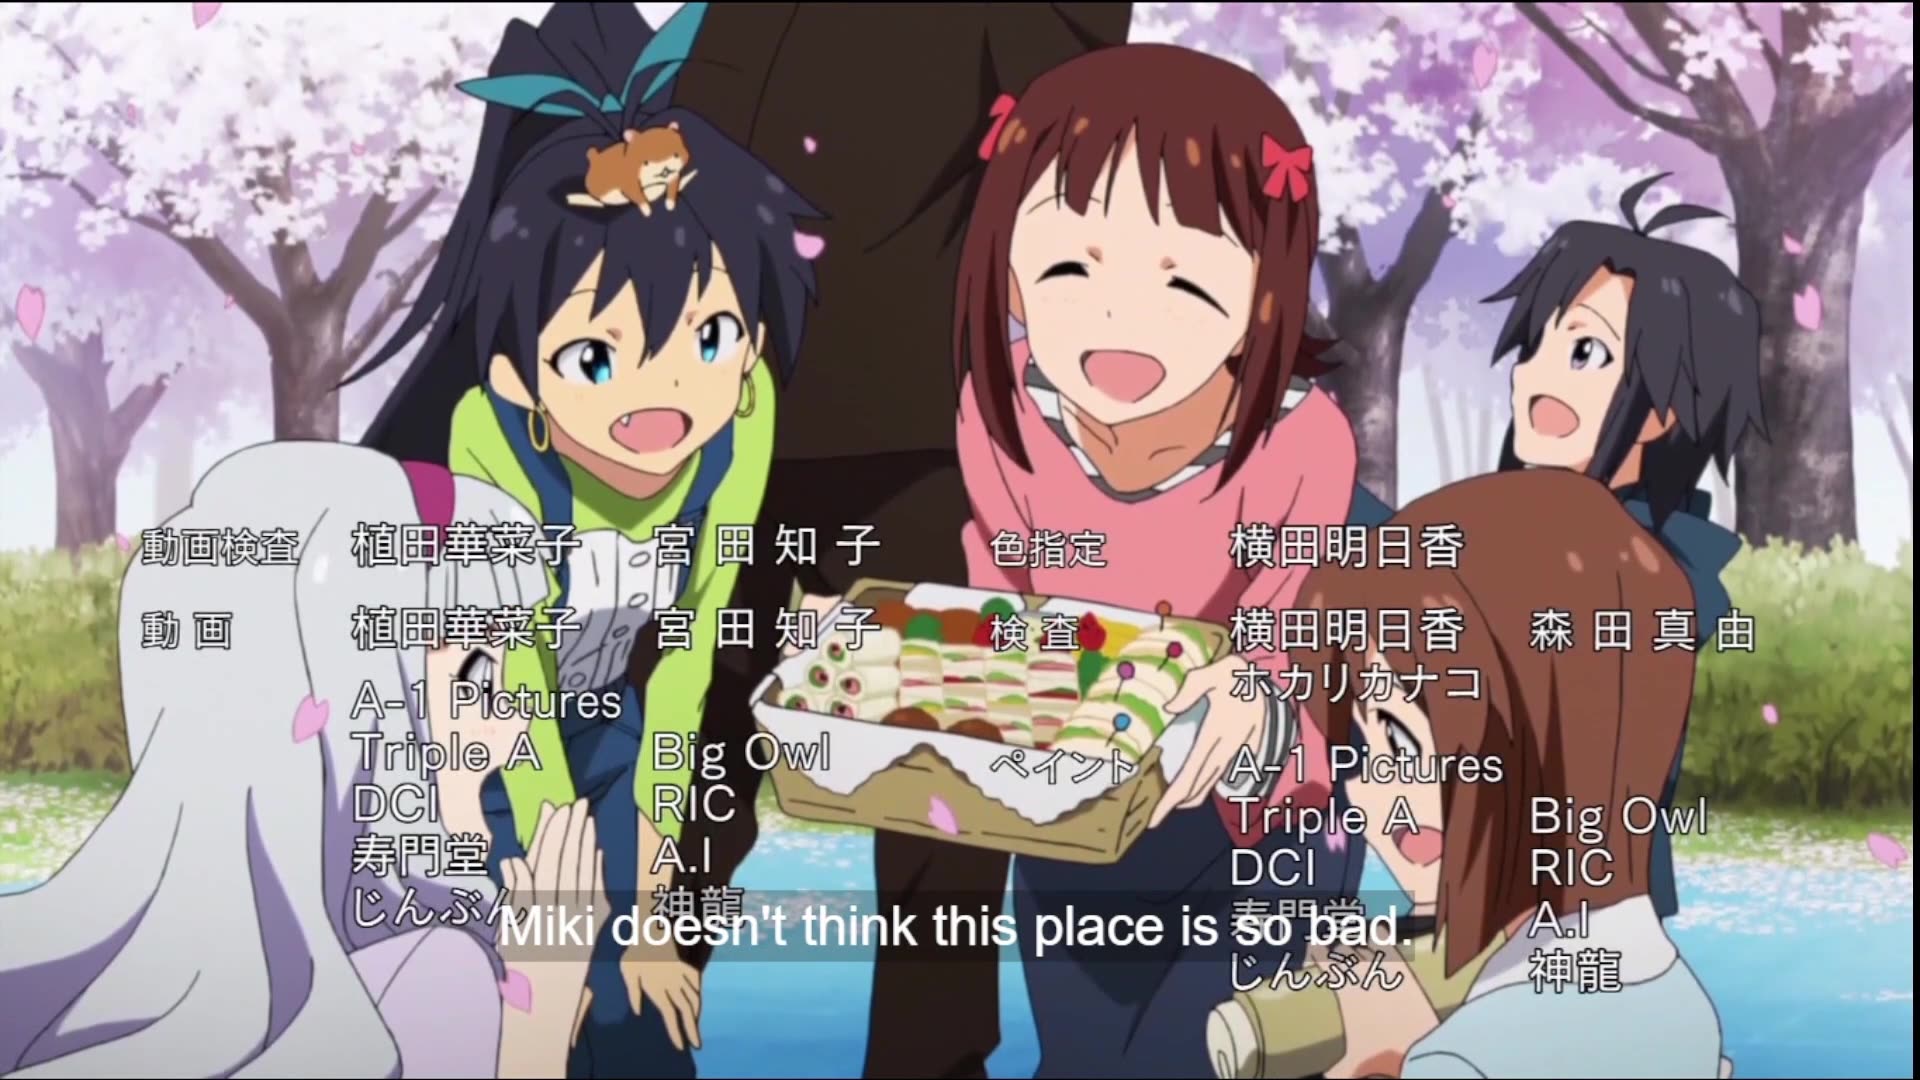 動画検査 植田華菜子 宮田知子
動画 植田華菜子 宮田知子
A-1 Pictures
Triple A Big Owl
DCI RIC
寿門堂 A.I
じんぶん 神龍
色指定 横田明日香
検査 横田明日香 森田真由
ホカリカナコ
ペイント A-1 Pictures
Triple A Big Owl
DCI RIC
寿門堂 A.I
じんぶん 神龍
Miki doesn't think this place is so bad.